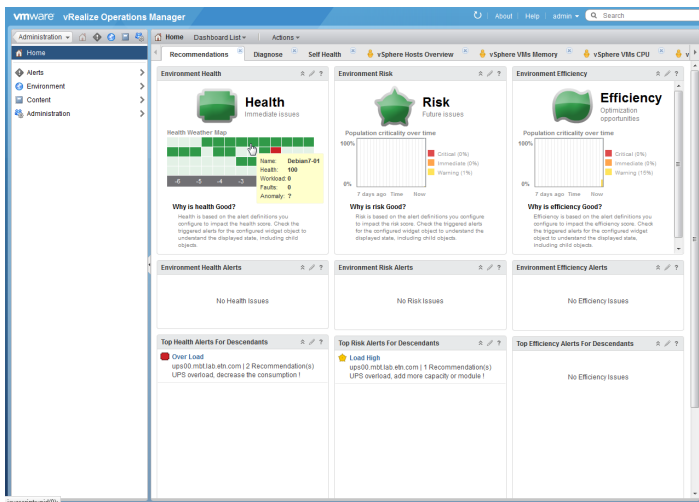 vmware vRealize Operations Manager
About Help admin Search
Administration
Home Dashboard List Actions
Home
Recommendations Diagnose Self Health vSphere Hosts Overview vSphere VMs Memory vSphere VMs CPU
Alerts
Environment
Content
Administration
Environment Health
Health
Immediate issues
Health Weather Map
Name: Debian7-01
Health: 100
Workload: 0
Faults: 0
Anomaly: ?
-6 -5 -4 -3
Why is health Good?
Health is based on the alert definitions you
configure to impact the health score. Check the
triggered alerts for the configured widget object to
understand the displayed state, including child
objects.
Environment Risk
Risk
Future issues
Population criticality over time
100%
Critical (0%)
Immediate (0%)
Warning (1%)
0%
7 days ago Time Now
Why is risk Good?
Risk is based on the alert definitions you configure
to impact the risk score. Check the triggered
alerts for the configured widget object to
understand the displayed state, including child
objects.
Environment Efficiency
Efficiency
Optimization
opportunities
Population criticality over time
100%
Critical (0%)
Immediate (0%)
Warning (15%)
0%
7 days ago Time Now
Why is efficiency Good?
Efficiency is based on the alert definitions you
configure to impact the efficiency score. Check
the triggered alerts for the configured widget
object to understand the displayed state, including
child objects.
Environment Health Alerts
No Health Issues
Environment Risk Alerts
No Risk Issues
Environment Efficiency Alerts
No Efficiency Issues
Top Health Alerts For Descendants
Over Load
ups00.mbt.lab.etn.com | 2 Recommendation(s)
UPS overload, decrease the consumption !
Top Risk Alerts For Descendants
Load High
ups00.mbt.lab.etn.com | 1 Recommendation(s)
UPS overload, add more capacity or module !
Top Efficiency Alerts For Descendants
No Efficiency Issues